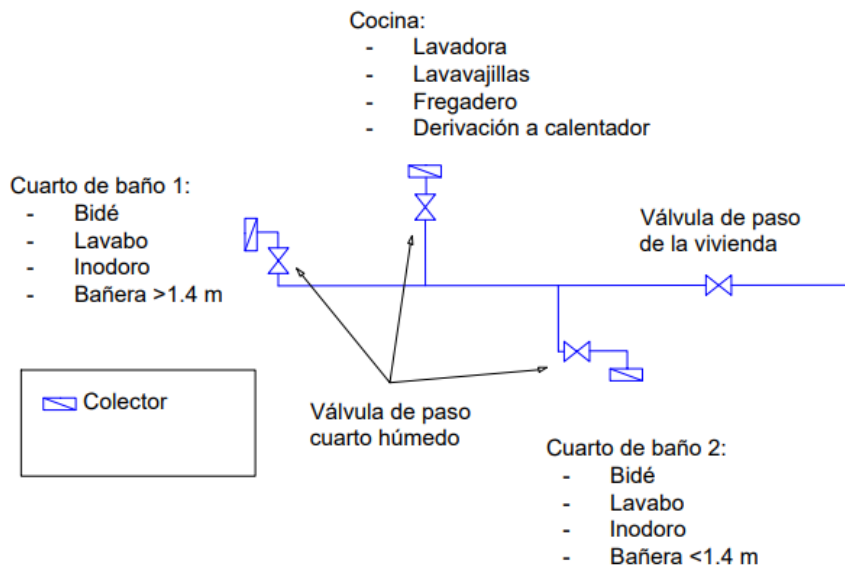 Cocina:
- Lavadora
- Lavavajillas
- Fregadero
- Derivación a calentador
Cuarto de baño 1:
- Bidé
- Lavabo
- Inodoro
- Bañera >1.4 m
Válvula de paso
de la vivienda
Colector
Válvula de paso
cuarto húmedo
Cuarto de baño 2:
- Bidé
- Lavabo
- Inodoro
- Bañera <1.4 m